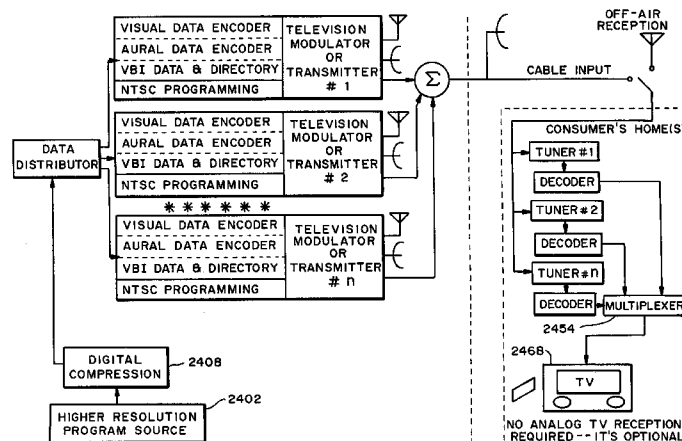 VISUAL DATA ENCODER
AURAL DATA ENCODER
VBI DATA & DIRECTORY
NTSC PROGRAMMING
TELEVISION
MODULATOR
OR
TRANSMITTER
# 1
VISUAL DATA ENCODER
AURAL DATA ENCODER
VBI DATA & DIRECTORY
NTSC PROGRAMMING
TELEVISION
MODULATOR
OR
TRANSMITTER
# 2
******
VISUAL DATA ENCODER
AURAL DATA ENCODER
VBI DATA & DIRECTORY
NTSC PROGRAMMING
TELEVISION
MODULATOR
OR
TRANSMITTER
# n
DATA
DISTRIBUTOR
DIGITAL
COMPRESSION
2408
HIGHER RESOLUTION
PROGRAM SOURCE
2402
Σ
CABLE INPUT
OFF-AIR
RECEPTION
CONSUMER'S HOME(S)
TUNER #1
DECODER
TUNER #2
DECODER
TUNER #n
DECODER
MULTIPLEXER
2454
2468
TV
NO ANALOG TV RECEPTION
REQUIRED -- IT'S OPTIONAL